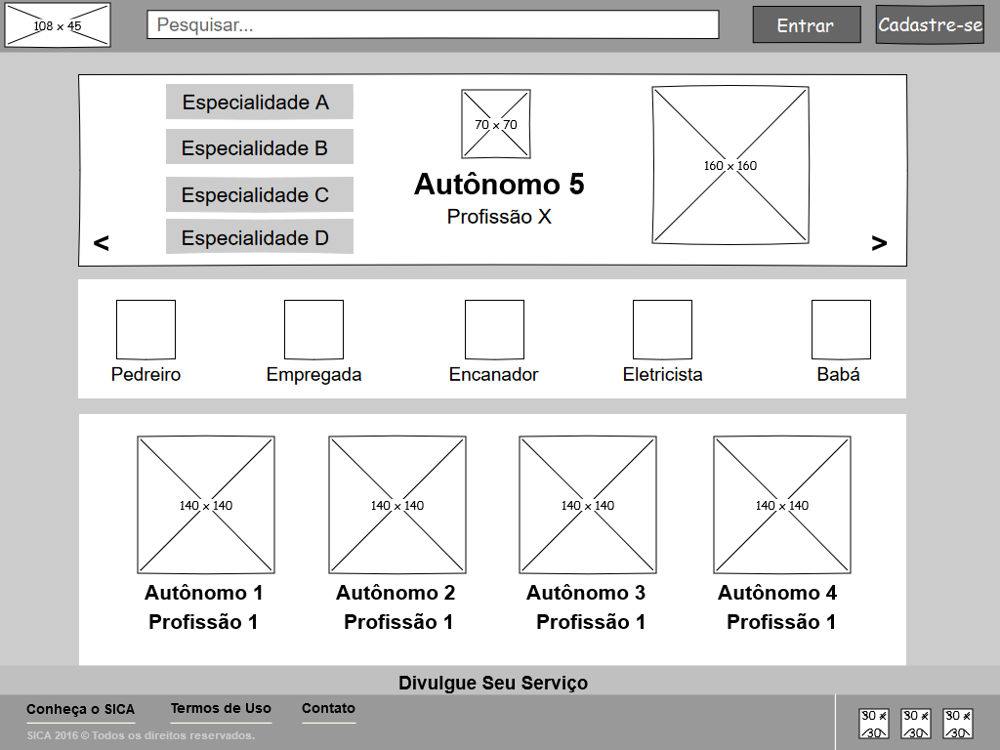 108 x 45
Pesquisar...
Entrar
Cadastre-se
Especialidade A
Especialidade B
Especialidade C
Especialidade D
70 x 70
Autônomo 5
Profissão X
160 x 160
<
>
Pedreiro
Empregada
Encanador
Eletricista
Babá
140 x 140
140 x 140
140 x 140
140 x 140
Autônomo 1
Profissão 1
Autônomo 2
Profissão 1
Autônomo 3
Profissão 1
Autônomo 4
Profissão 1
Divulgue Seu Serviço
Conheça o SICA
Termos de Uso
Contato
SICA 2016 © Todos os direitos reservados.
30 x
30
30 x
30
30 x
30